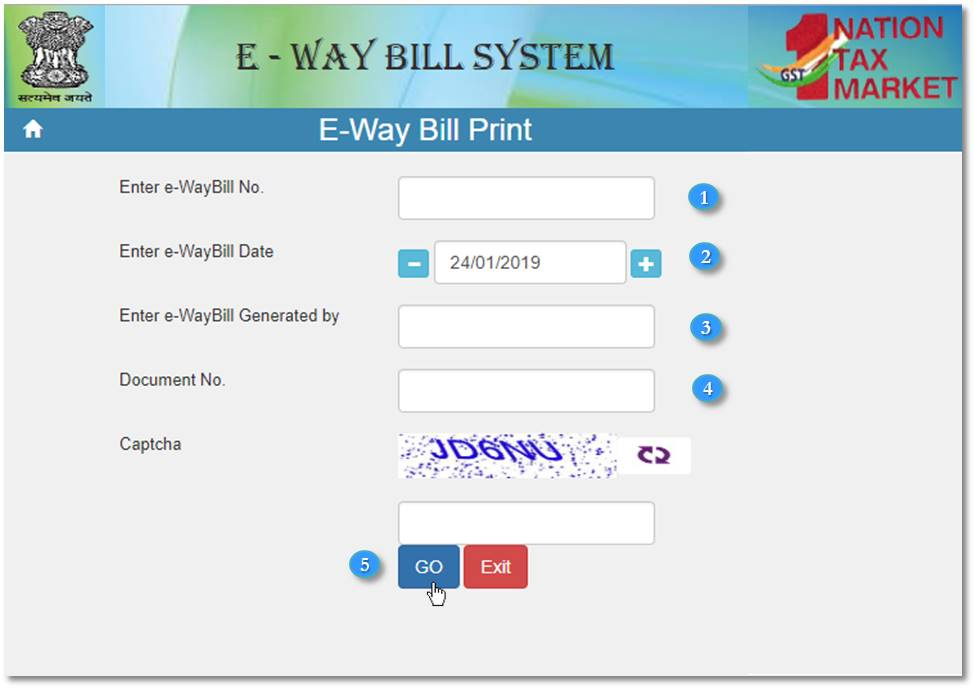 सत्यमेव जयते
E - WAY BILL SYSTEM
1 NATION
TAX
MARKET
GST
E-Way Bill Print
Enter e-WayBill No.
1
Enter e-WayBill Date
24/01/2019
2
Enter e-WayBill Generated by
3
Document No.
4
Captcha
JD6NU
5
GO
Exit